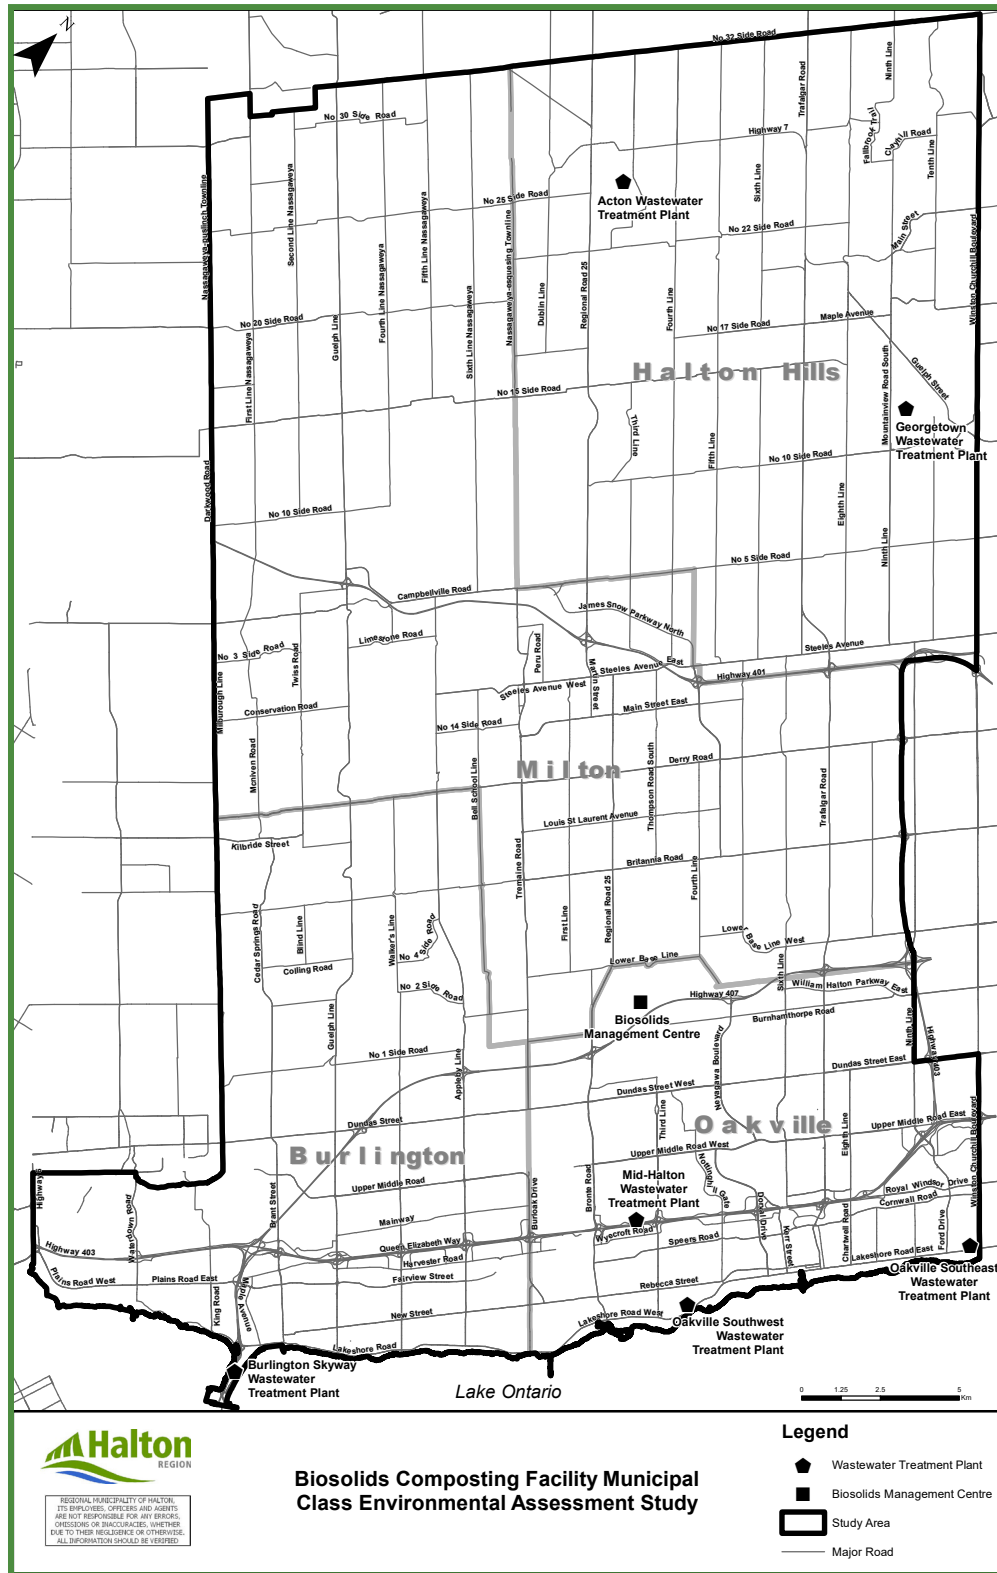 N
No 32 Side Road
Ninth Line
Trafalgar Road
No 30 Side Road
Highway 7
Fallbrook Trail
Clayhill Road
Tenth Line
Second Line Nassagaweya
Sixth Line
Nassagaweya-puslinch Townline
Fifth Line Nassagaweya
No 25 Side Road
Acton Wastewater
Treatment Plant
Nassagaweya-esquesing Townline
No 22 Side Road
Main Street
Winston Churchill Boulevard
Fourth Line Nassagaweya
Dublin Line
Regional Road 25
Fourth Line
No 20 Side Road
Guelph Line
Sixth Line Nassagaweya
First Line Nassagaweya
No 17 Side Road
Maple Avenue
Halton Hills
Mountainview Road South
Guelph Street
No 15 Side Road
Third Line
Georgetown
Wastewater
Treatment Plant
Fifth Line
No 10 Side Road
Darkwood Road
No 10 Side Road
Eighth Line
Ninth Line
No 5 Side Road
Campbellville Road
James Snow Parkway North
Limestone Road
No 3 Side Road
Twiss Road
Peru Road
Steeles Avenue
Martin Street
Steeles Avenue East
Highway 401
Milburough Line
Steeles Avenue West
Conservation Road
Main Street East
No 14 Side Road
Mcniven Road
Bell School Line
Milton
Derry Road
Thompson Road South
Trafalgar Road
Louis St Laurent Avenue
Kilbride Street
Tremaine Road
Britannia Road
Fourth Line
Regional Road 25
First Line
Cedar Springs Road
Blind Line
Walker's Line
No 4 Side Road
Lower Base Line West
Colling Road
Lower Base Line
Sixth Line
No 2 Side Road
Highway 407
William Halton Parkway East
Biosolids
Management Centre
Burnhamthorpe Road
Guelph Line
Ninth Line
Highway 403
No 1 Side Road
Appleby Line
Neyagawa Boulevard
Dundas Street East
Dundas Street West
Dundas Street
Third Line
Oakville
Upper Middle Road East
Eighth Line
Winston Churchill Boulevard
Burlington
Upper Middle Road West
Nottinghill Gate
Upper Middle Road
Mid-Halton
Wastewater
Treatment Plant
Highway 6
Waterdown Road
Brant Street
Bronte Road
Burloak Drive
Dorval Drive
Kerr Street
Chartwell Road
Royal Windsor Drive
Cornwall Road
Ford Drive
Mainway
Wyecroft Road
Speers Road
Queen Elizabeth Way
Highway 403
Harvester Road
Lakeshore Road East
Plains Road West
Plains Road East
Fairview Street
Rebecca Street
Oakville Southeast
Wastewater
Treatment Plant
King Road
Maple Avenue
New Street
Lakeshore Road West
Oakville Southwest
Wastewater
Treatment Plant
Lakeshore Road
Burlington Skyway
Wastewater
Treatment Plant
Lake Ontario
0 1.25 2.5 5
Km
Halton
REGION
REGIONAL MUNICIPALITY OF HALTON,
ITS EMPLOYEES, OFFICERS AND AGENTS
ARE NOT RESPONSIBLE FOR ANY ERRORS,
OMISSIONS OR INACCURACIES, WHETHER
DUE TO THEIR NEGLIGENCE OR OTHERWISE.
ALL INFORMATION SHOULD BE VERIFIED
Biosolids Composting Facility Municipal
Class Environmental Assessment Study
Legend
Wastewater Treatment Plant
Biosolids Management Centre
Study Area
Major Road